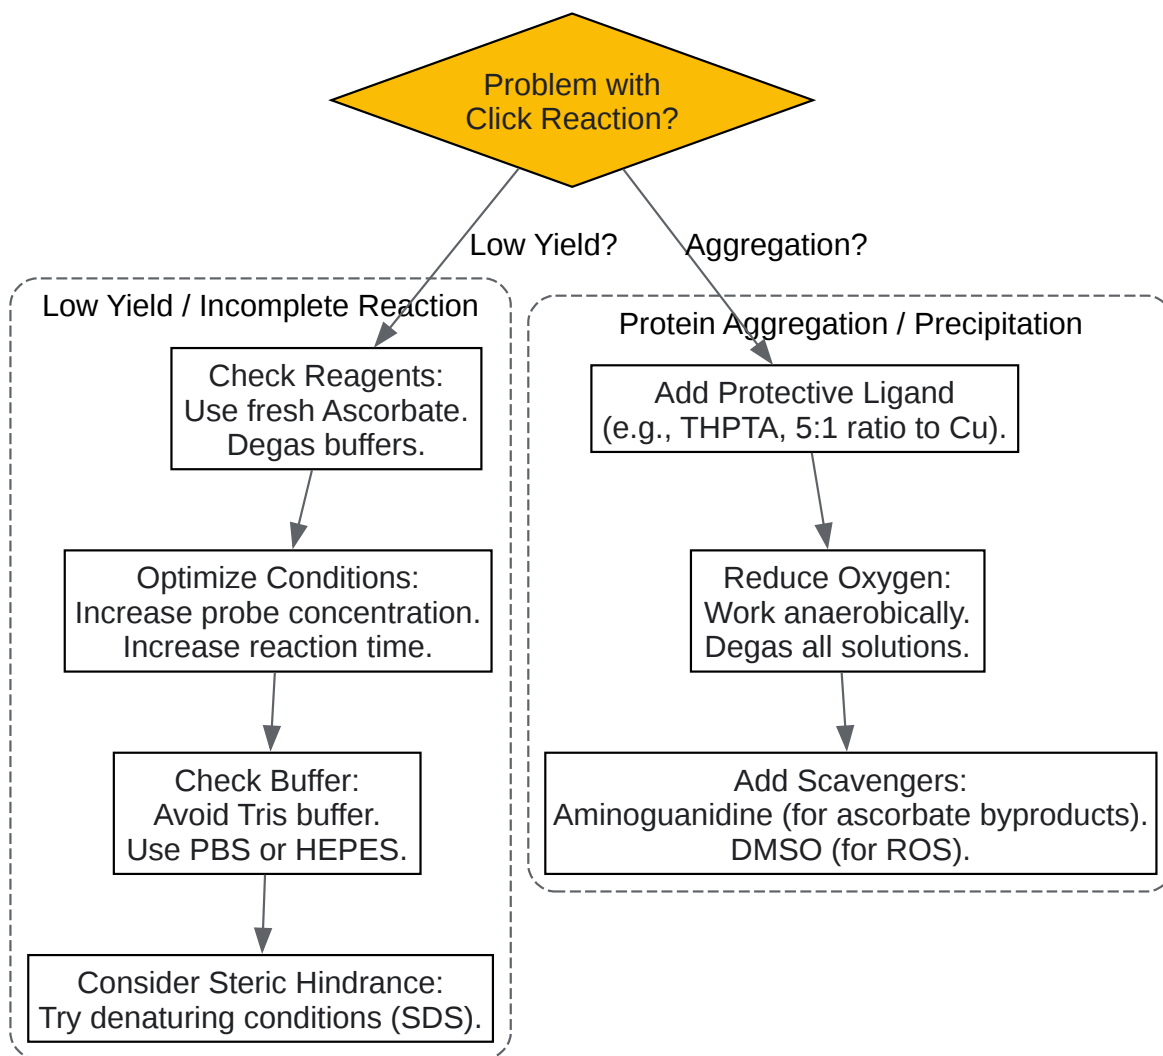 Problem with
Click Reaction?
Low Yield?
Aggregation?
Low Yield / Incomplete Reaction
Check Reagents:
Use fresh Ascorbate.
Degas buffers.
Optimize Conditions:
Increase probe concentration.
Increase reaction time.
Check Buffer:
Avoid Tris buffer.
Use PBS or HEPES.
Consider Steric Hindrance:
Try denaturing conditions (SDS).
Protein Aggregation / Precipitation
Add Protective Ligand
(e.g., THPTA, 5:1 ratio to Cu).
Reduce Oxygen:
Work anaerobically.
Degas all solutions.
Add Scavengers:
Aminoguanidine (for ascorbate byproducts).
DMSO (for ROS).